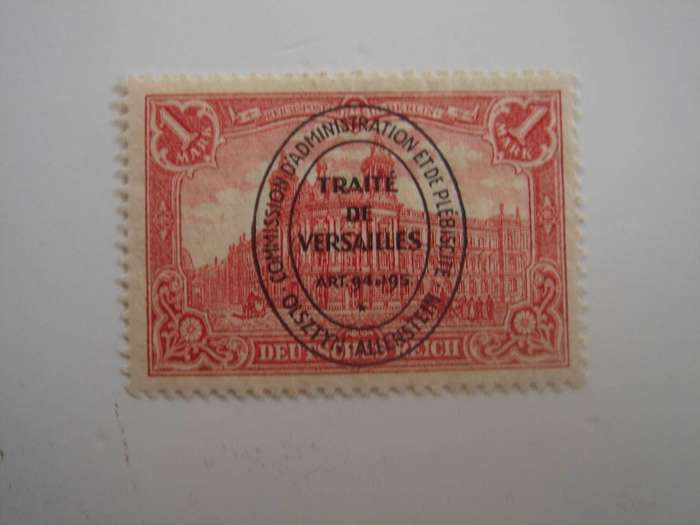 1 MARK
1 MARK
COMMISSION D'ADMINISTRATION ET DE PLÉBISCITE
TRAITÉ
DE
VERSAILLES
ART. 94 et 95
OLSZTYN ALLENSTEIN
DEUTSCHES REICH